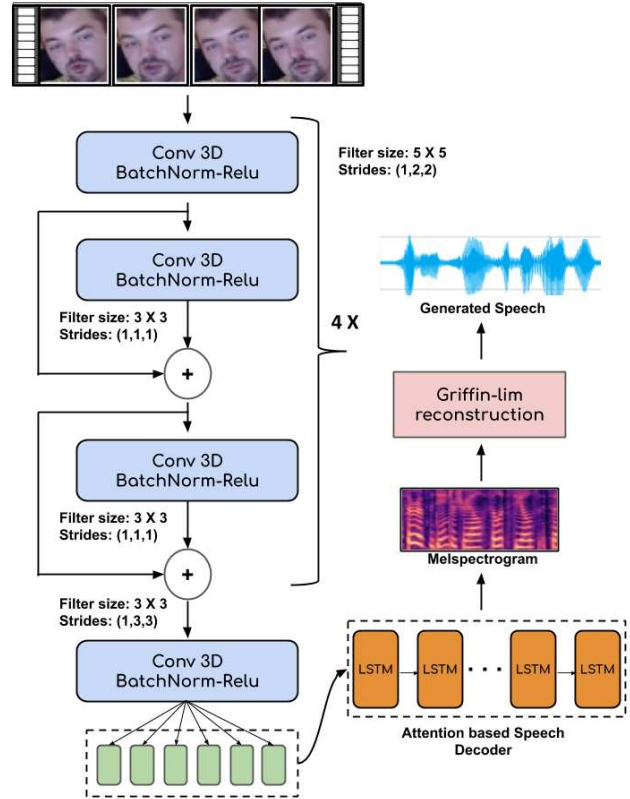 Conv 3D
BatchNorm-Relu
Filter size: 5 X 5
Strides: (1,2,2)
Conv 3D
BatchNorm-Relu
Filter size: 3 X 3
Strides: (1,1,1)
+
4 X
Conv 3D
BatchNorm-Relu
Filter size: 3 X 3
Strides: (1,1,1)
+
Filter size: 3 X 3
Strides: (1,3,3)
Conv 3D
BatchNorm-Relu
LSTM
LSTM
LSTM
LSTM
Attention based Speech
Decoder
Melspectrogram
Griffin-lim
reconstruction
Generated Speech